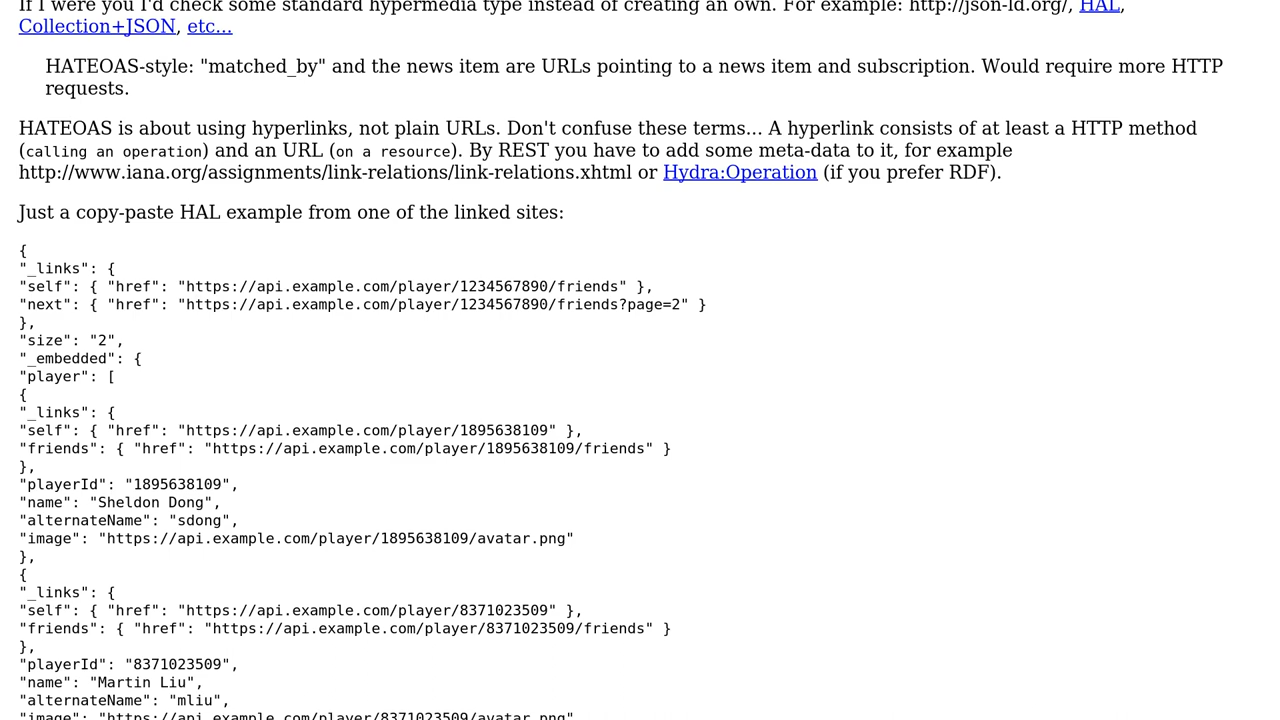 If I were you I'd check some standard hypermedia type instead of creating an own. For example: http://json-ld.org/, HAL,
Collection+JSON, etc...
HATEOAS-style: "matched_by" and the news item are URLs pointing to a news item and subscription. Would require more HTTP
requests.
HATEOAS is about using hyperlinks, not plain URLs. Don't confuse these terms... A hyperlink consists of at least a HTTP method
(calling an operation) and an URL (on a resource). By REST you have to add some meta-data to it, for example
http://www.iana.org/assignments/link-relations/link-relations.xhtml or Hydra:Operation (if you prefer RDF).
Just a copy-paste HAL example from one of the linked sites:
{
"_links": {
"self": { "href": "https://api.example.com/player/1234567890/friends" },
"next": { "href": "https://api.example.com/player/1234567890/friends?page=2" }
},
"size": "2",
"_embedded": {
"player": [
{
"_links": {
"self": { "href": "https://api.example.com/player/1895638109" },
"friends": { "href": "https://api.example.com/player/1895638109/friends" }
},
"playerId": "1895638109",
"name": "Sheldon Dong",
"alternateName": "sdong",
"image": "https://api.example.com/player/1895638109/avatar.png"
},
{
"_links": {
"self": { "href": "https://api.example.com/player/8371023509" },
"friends": { "href": "https://api.example.com/player/8371023509/friends" }
},
"playerId": "8371023509",
"name": "Martin Liu",
"alternateName": "mliu",
"image": "https://api.example.com/player/8371023509/avatar.png"